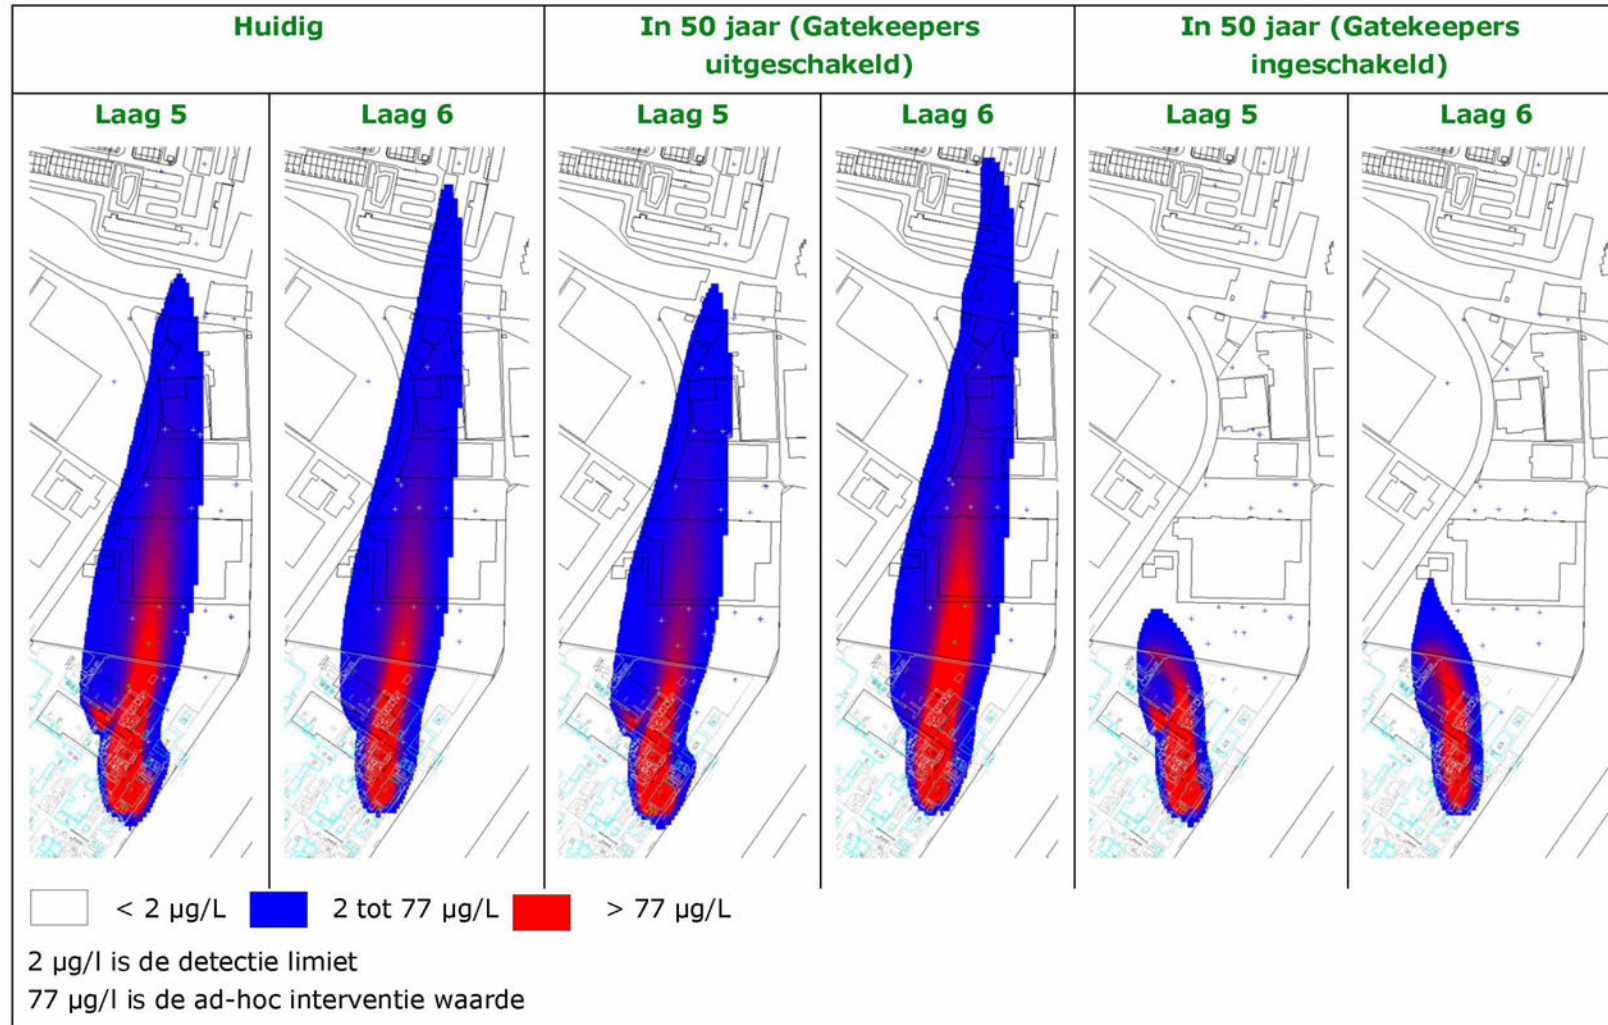 Huidig
In 50 jaar (Gatekeepers
uitgeschakeld)
In 50 jaar (Gatekeepers
ingeschakeld)
Laag 5
Laag 6
Laag 5
Laag 6
Laag 5
Laag 6
< 2 µg/L
2 tot 77 µg/L
> 77 µg/L
2 µg/l is de detectie limiet
77 µg/l is de ad-hoc interventie waarde